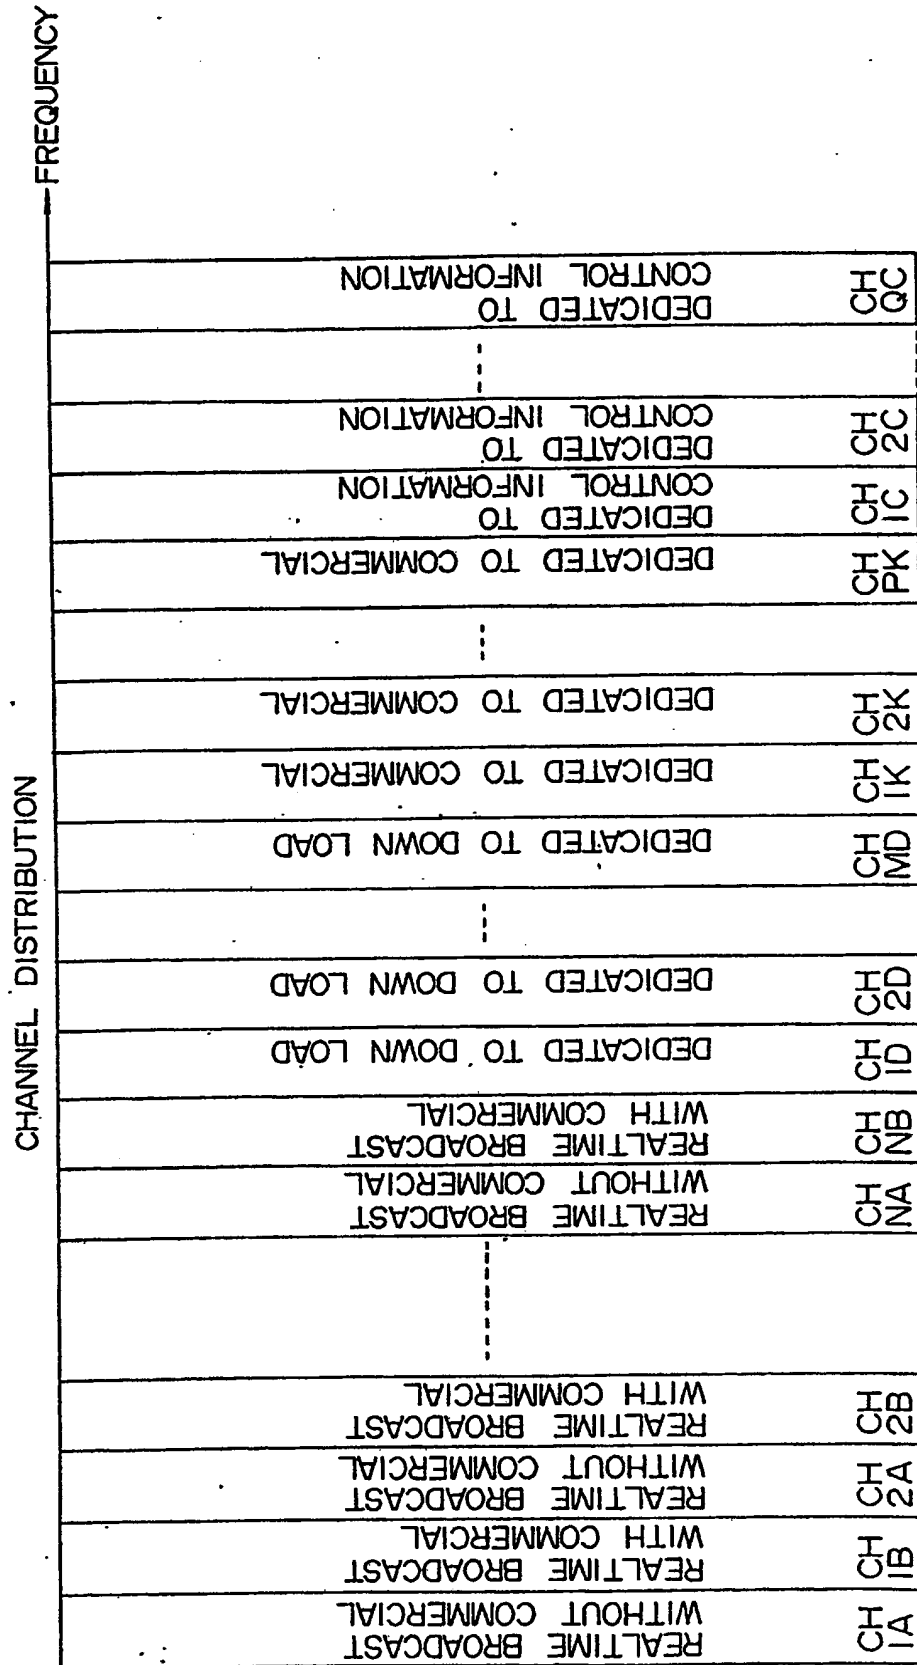 CHANNEL DISTRIBUTION
FREQUENCY
CH
1A
REALTIME BROADCAST
WITHOUT COMMERCIAL
CH
1B
REALTIME BROADCAST
WITH COMMERCIAL
CH
2A
REALTIME BROADCAST
WITHOUT COMMERCIAL
CH
2B
REALTIME BROADCAST
WITH COMMERCIAL
CH
NA
REALTIME BROADCAST
WITHOUT COMMERCIAL
CH
NB
REALTIME BROADCAST
WITH COMMERCIAL
CH
1D
DEDICATED TO DOWN LOAD
CH
2D
DEDICATED TO DOWN LOAD
CH
MD
DEDICATED TO DOWN LOAD
CH
1K
DEDICATED TO COMMERCIAL
CH
2K
DEDICATED TO COMMERCIAL
CH
PK
DEDICATED TO COMMERCIAL
CH
1C
DEDICATED TO
CONTROL INFORMATION
CH
2C
DEDICATED TO
CONTROL INFORMATION
CH
QC
DEDICATED TO
CONTROL INFORMATION